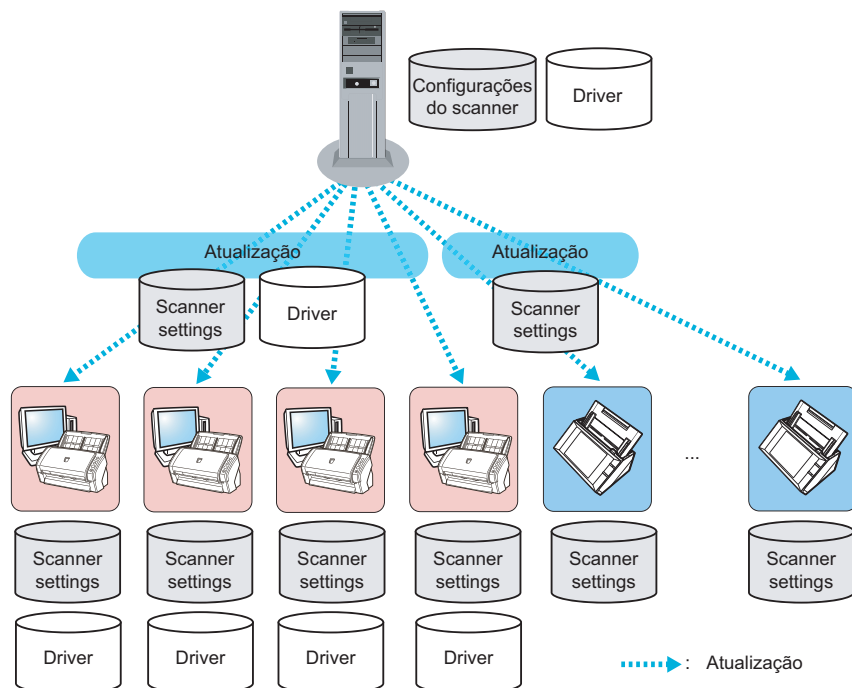 Configurações
do scanner
Driver
Atualização
Atualização
Scanner
settings
Driver
Scanner
settings
...
Scanner
settings
Scanner
settings
Scanner
settings
Scanner
settings
Scanner
settings
Scanner
settings
Driver
Driver
Driver
Driver
: Atualização